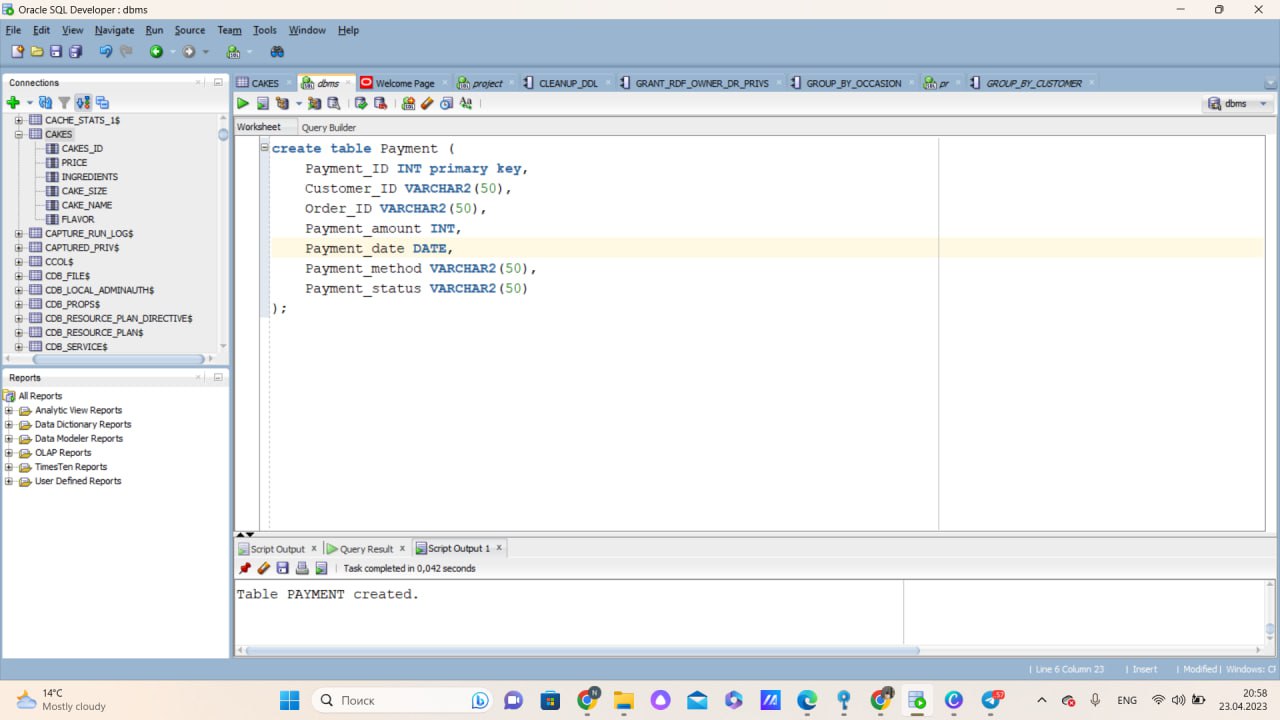 Oracle SQL Developer : dbms
File Edit View Navigate Run Source Team Tools Window Help
Connections
CACHE_STATS_1$
CAKES
CAKES_ID
PRICE
INGREDIENTS
CAKE_SIZE
CAKE_NAME
FLAVOR
CAPTURE_RUN_LOG$
CAPTURED_PRIV$
CCOL$
CDB_FILE$
CDB_LOCAL_ADMINAUTH$
CDB_PROPS$
CDB_RESOURCE_PLAN_DIRECTIVE$
CDB_RESOURCE_PLAN$
CDB_SERVICE$
Reports
All Reports
Analytic View Reports
Data Dictionary Reports
Data Modeler Reports
OLAP Reports
TimesTen Reports
User Defined Reports
CAKES dbms Welcome Page project CLEANUP_DDL GRANT_RDF_OWNER_DR_PRIVS GROUP_BY_OCCASION pr GROUP_BY_CUSTOMER
dbms
Worksheet Query Builder
create table Payment (
Payment_ID INT primary key,
Customer_ID VARCHAR2(50),
Order_ID VARCHAR2(50),
Payment_amount INT,
Payment_date DATE,
Payment_method VARCHAR2(50),
Payment_status VARCHAR2(50)
);
Script Output Query Result Script Output 1
Task completed in 0,042 seconds
Table PAYMENT created.
Line 6 Column 23 Insert Modified Windows: CF
14°C
Mostly cloudy
Поиск
N
57
ENG
20:58
23.04.2023